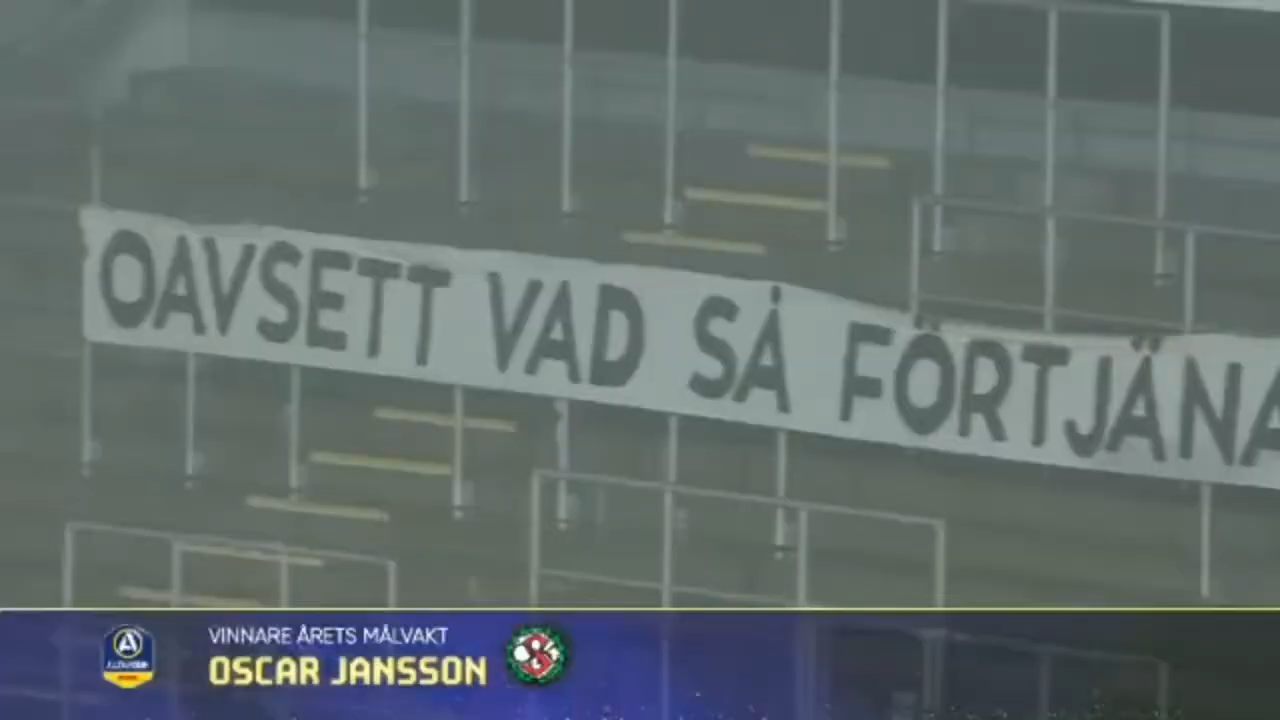 OAVSETT VAD SÅ FÖRTJÄNA
VINNARE ÅRETS MÅLVAKT
OSCAR JANSSON